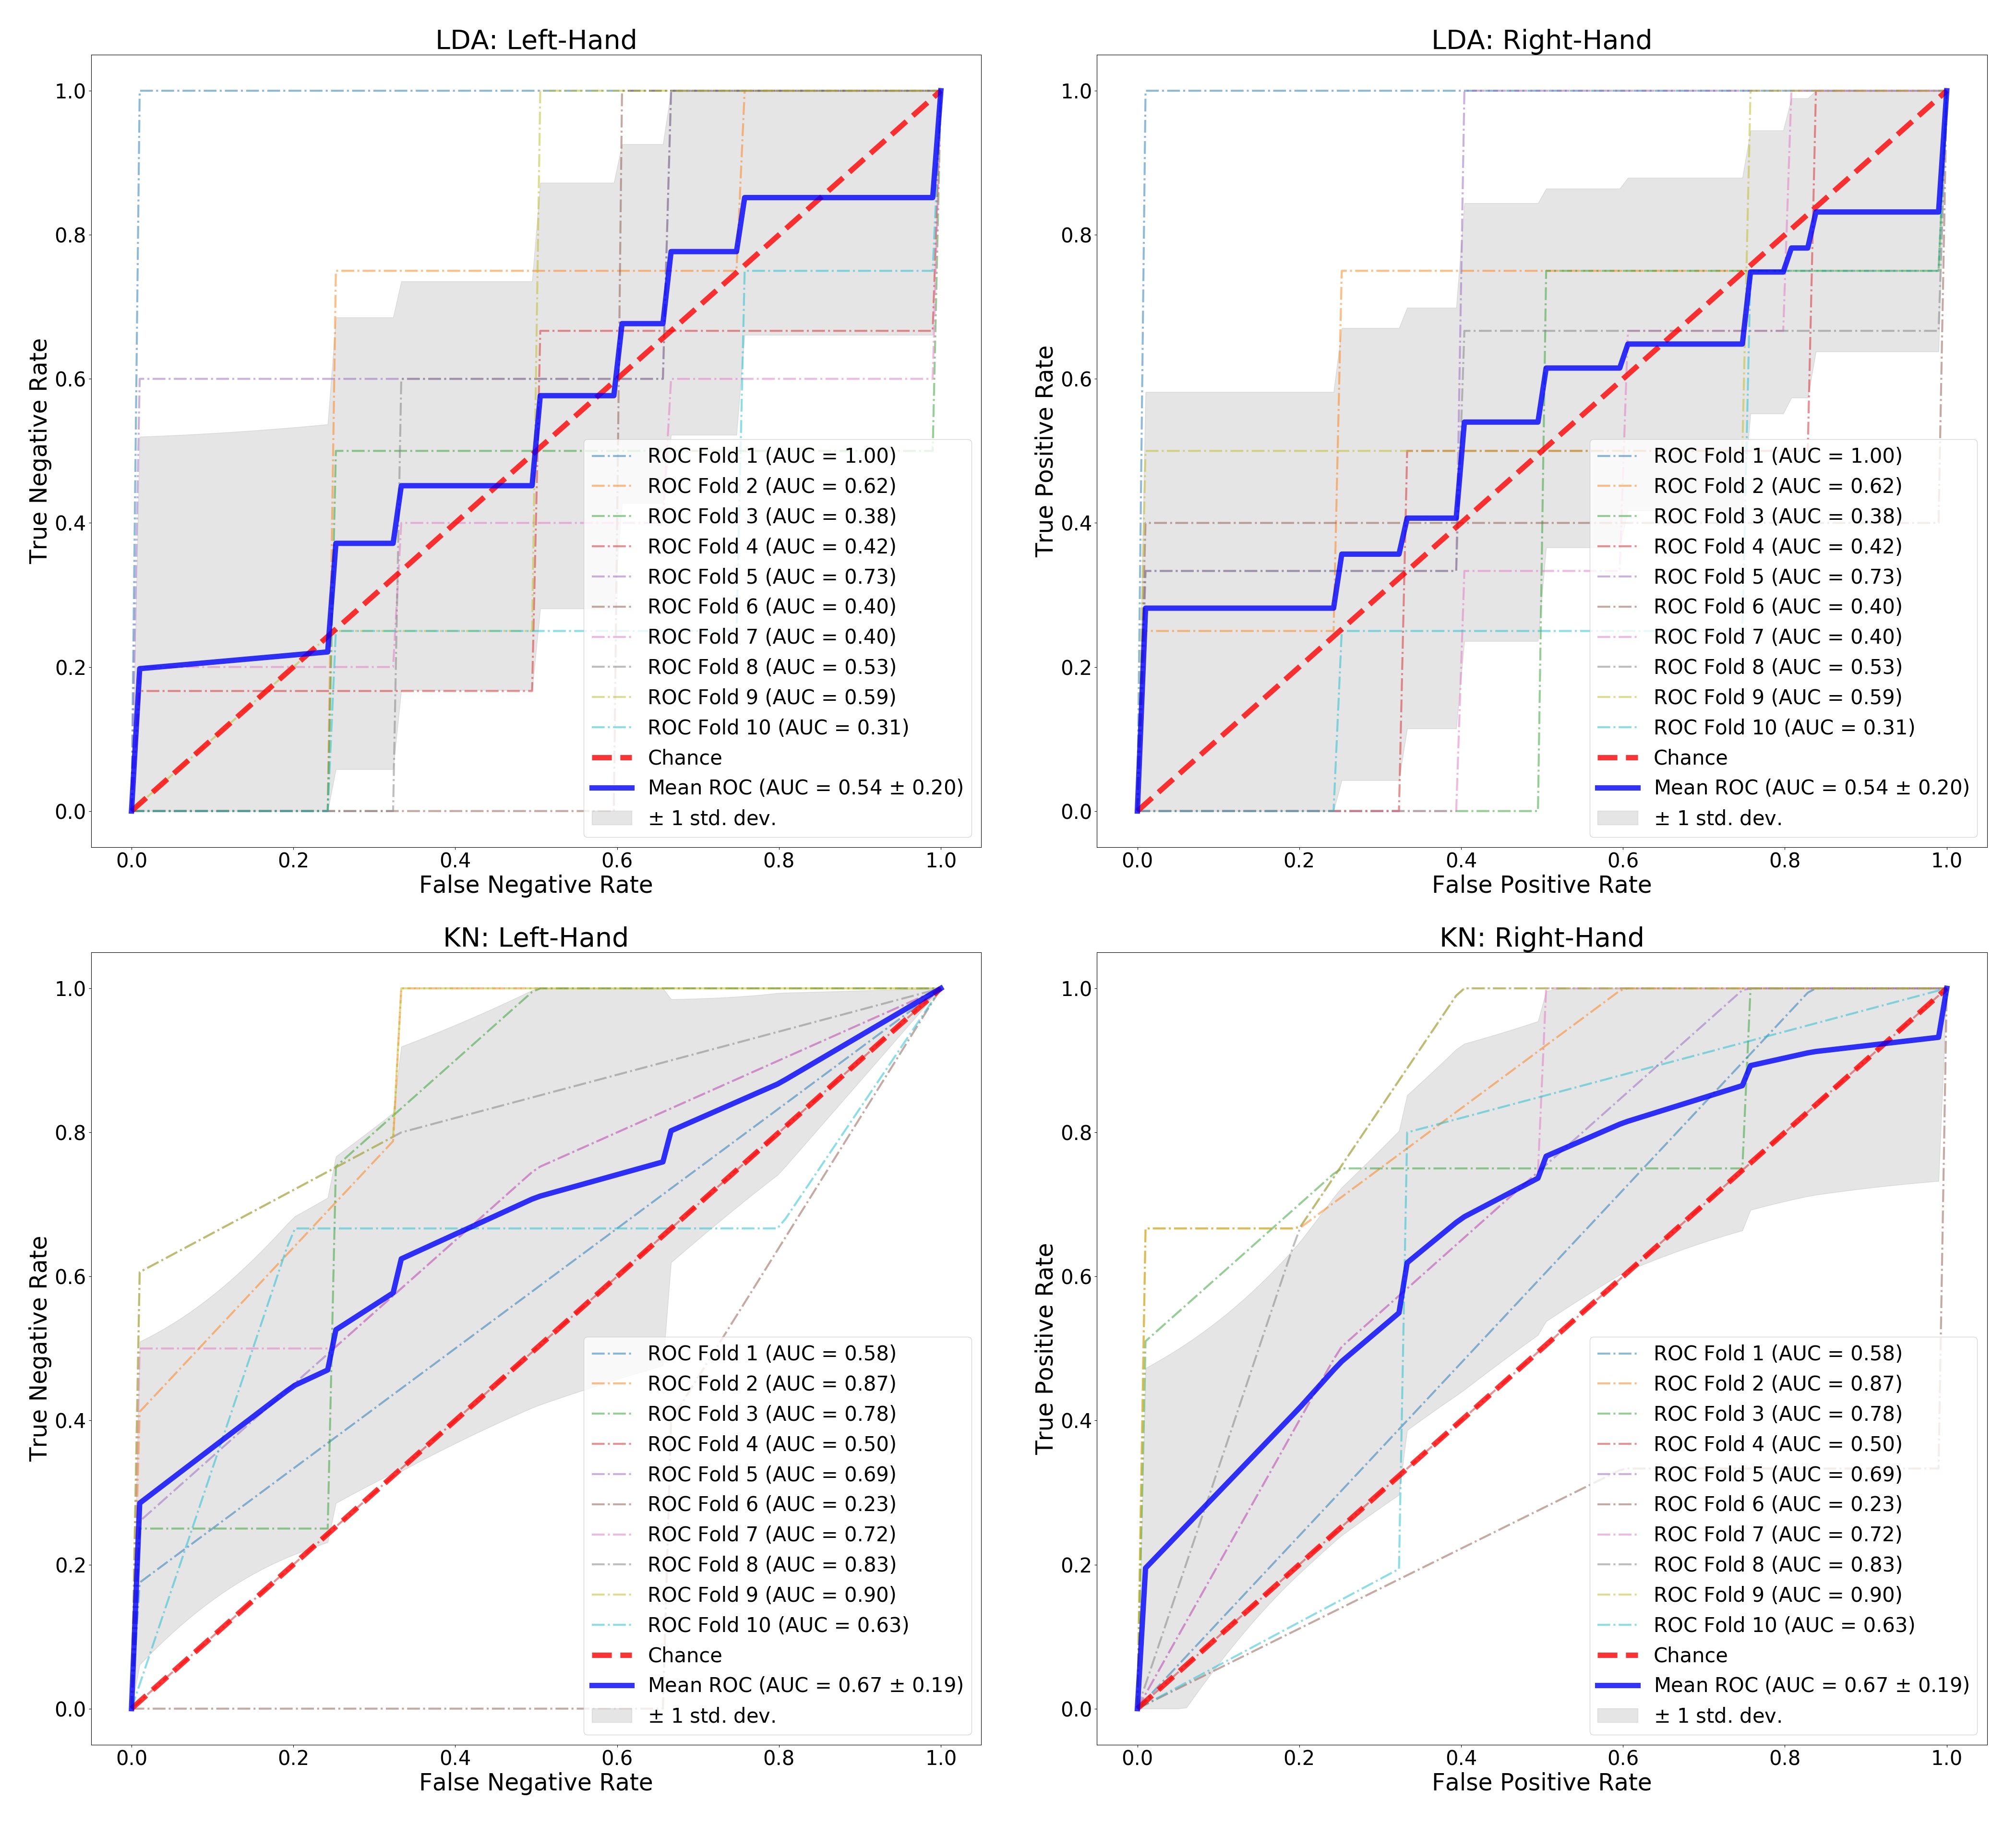 LDA: Left-Hand
True Negative Rate
1.0
0.8
0.6
0.4
0.2
0.0
ROC Fold 1 (AUC = 1.00)
ROC Fold 2 (AUC = 0.62)
ROC Fold 3 (AUC = 0.38)
ROC Fold 4 (AUC = 0.42)
ROC Fold 5 (AUC = 0.73)
ROC Fold 6 (AUC = 0.40)
ROC Fold 7 (AUC = 0.40)
ROC Fold 8 (AUC = 0.53)
ROC Fold 9 (AUC = 0.59)
ROC Fold 10 (AUC = 0.31)
Chance
Mean ROC (AUC = 0.54 ± 0.20)
± 1 std. dev.
0.0 0.2 0.4 0.6 0.8 1.0
False Negative Rate
LDA: Right-Hand
True Positive Rate
1.0
0.8
0.6
0.4
0.2
0.0
ROC Fold 1 (AUC = 1.00)
ROC Fold 2 (AUC = 0.62)
ROC Fold 3 (AUC = 0.38)
ROC Fold 4 (AUC = 0.42)
ROC Fold 5 (AUC = 0.73)
ROC Fold 6 (AUC = 0.40)
ROC Fold 7 (AUC = 0.40)
ROC Fold 8 (AUC = 0.53)
ROC Fold 9 (AUC = 0.59)
ROC Fold 10 (AUC = 0.31)
Chance
Mean ROC (AUC = 0.54 ± 0.20)
± 1 std. dev.
0.0 0.2 0.4 0.6 0.8 1.0
False Positive Rate
KN: Left-Hand
True Negative Rate
1.0
0.8
0.6
0.4
0.2
0.0
ROC Fold 1 (AUC = 0.58)
ROC Fold 2 (AUC = 0.87)
ROC Fold 3 (AUC = 0.78)
ROC Fold 4 (AUC = 0.50)
ROC Fold 5 (AUC = 0.69)
ROC Fold 6 (AUC = 0.23)
ROC Fold 7 (AUC = 0.72)
ROC Fold 8 (AUC = 0.83)
ROC Fold 9 (AUC = 0.90)
ROC Fold 10 (AUC = 0.63)
Chance
Mean ROC (AUC = 0.67 ± 0.19)
± 1 std. dev.
0.0 0.2 0.4 0.6 0.8 1.0
False Negative Rate
KN: Right-Hand
True Positive Rate
1.0
0.8
0.6
0.4
0.2
0.0
ROC Fold 1 (AUC = 0.58)
ROC Fold 2 (AUC = 0.87)
ROC Fold 3 (AUC = 0.78)
ROC Fold 4 (AUC = 0.50)
ROC Fold 5 (AUC = 0.69)
ROC Fold 6 (AUC = 0.23)
ROC Fold 7 (AUC = 0.72)
ROC Fold 8 (AUC = 0.83)
ROC Fold 9 (AUC = 0.90)
ROC Fold 10 (AUC = 0.63)
Chance
Mean ROC (AUC = 0.67 ± 0.19)
± 1 std. dev.
0.0 0.2 0.4 0.6 0.8 1.0
False Positive Rate